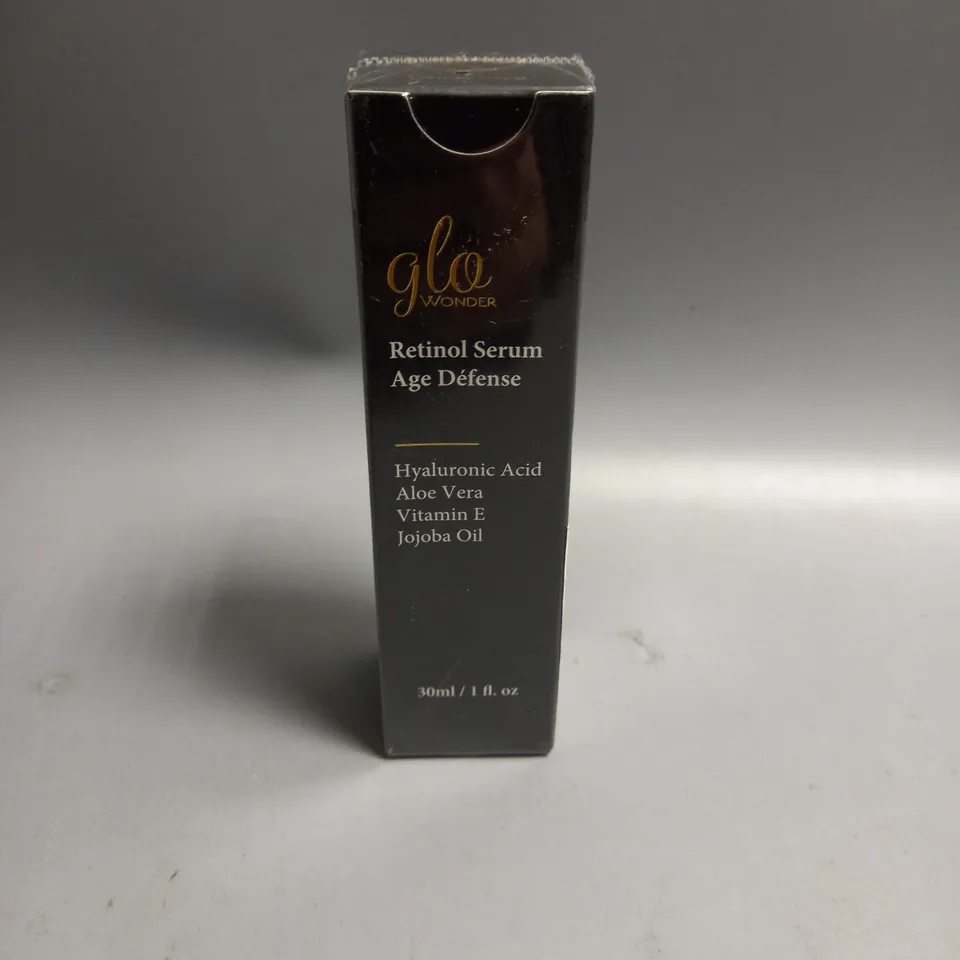 glo
WONDER
Retinol Serum
Age Défense
Hyaluronic Acid
Aloe Vera
Vitamin E
Jojoba Oil
30ml / 1 fl. oz